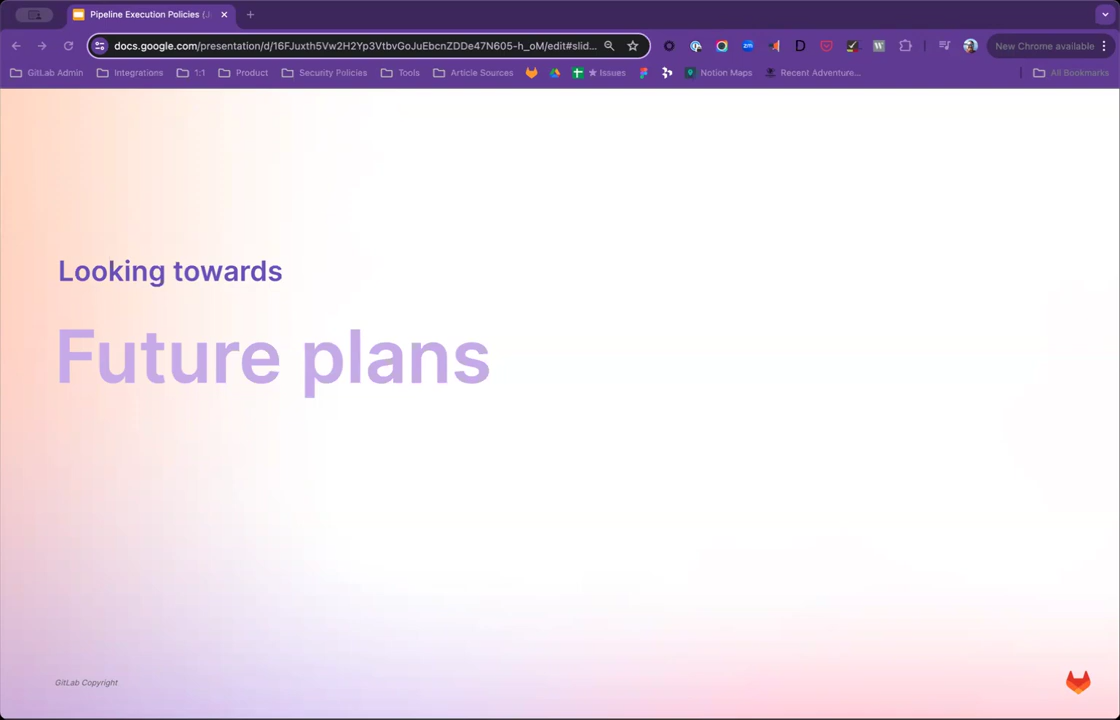 Pipeline Execution Policies (J
docs.google.com/presentation/d/16FJuxth5Vw2H2Yp3VtbvGoJuEbcnZDDe47N605-h_oM/edit#slid...
New Chrome available
GitLab Admin
Integrations
1:1
Product
Security Policies
Tools
Article Sources
★ Issues
Notion Maps
Recent Adventure...
All Bookmarks
Looking towards
Future plans
GitLab Copyright